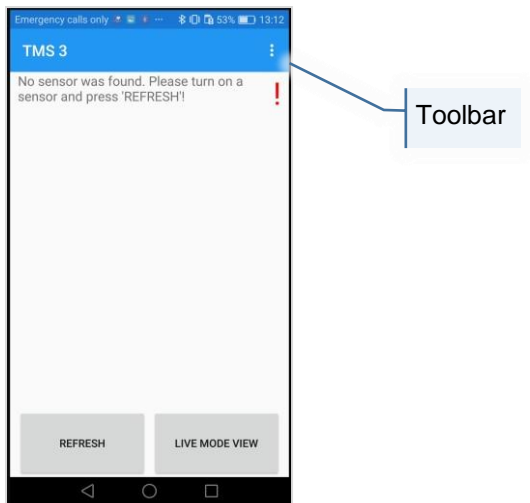 Emergency calls only ... 53% 13:12
TMS 3
No sensor was found. Please turn on a
sensor and press 'REFRESH'!
!
Toolbar
REFRESH
LIVE MODE VIEW